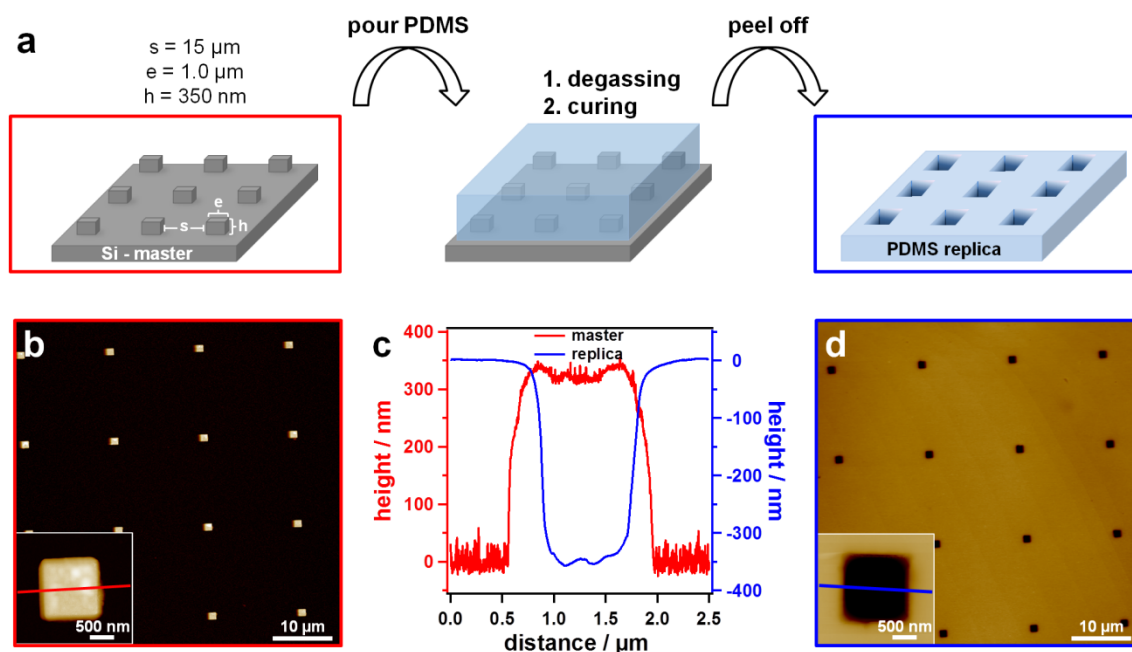 a
s = 15 µm
e = 1.0 µm
h = 350 nm
pour PDMS
1. degassing
2. curing
peel off
e
s
h
Si - master
PDMS replica
b
500 nm
10 µm
c
master
replica
400
350
300
200
100
0
height / nm
0
-100
-200
-300
-400
height / nm
0.0
0.5
1.0
1.5
2.0
2.5
distance / µm
d
500 nm
10 µm